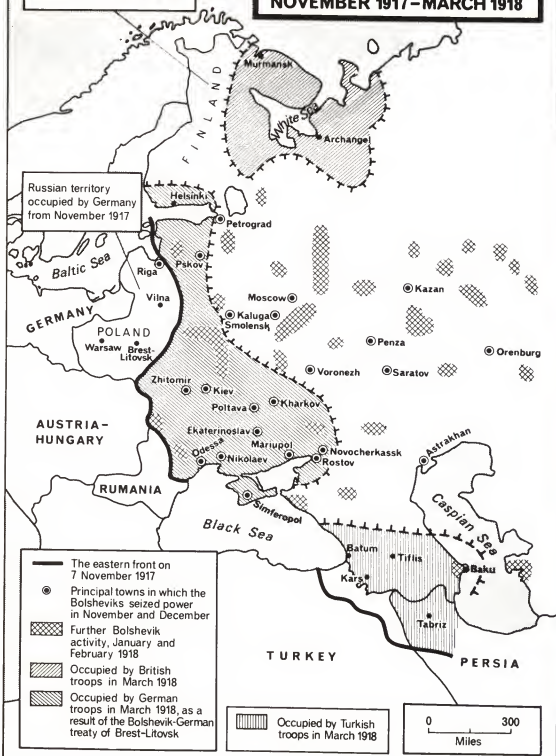 NOVEMBER 1917–MARCH 1918
Murmansk
White Sea
Archangel
FINLAND
Russian territory
occupied by Germany
from November 1917
Helsinki
Petrograd
Baltic Sea
Riga
Pskov
Moscow
Kazan
Vilna
Kaluga
Smolensk
GERMANY
POLAND
Warsaw
Brest-
Litovsk
Penza
Orenburg
Voronezh
Saratov
Zhitomir
Kiev
Poltava
Kharkov
AUSTRIA–
HUNGARY
Ekaterinoslav
Mariupol
Novocherkassk
Odessa
Nikolaev
Rostov
Astrakhan
RUMANIA
Simferopol
Caspian Sea
Black Sea
Batum
Tiflis
Baku
Kars
Tabriz
TURKEY
PERSIA
The eastern front on
7 November 1917
Principal towns in which the
Bolsheviks seized power
in November and December
Further Bolshevik
activity, January and
February 1918
Occupied by British
troops in March 1918
Occupied by German
troops in March 1918, as a
result of the Bolshevik-German
treaty of Brest-Litovsk
Occupied by Turkish
troops in March 1918
0 300
Miles